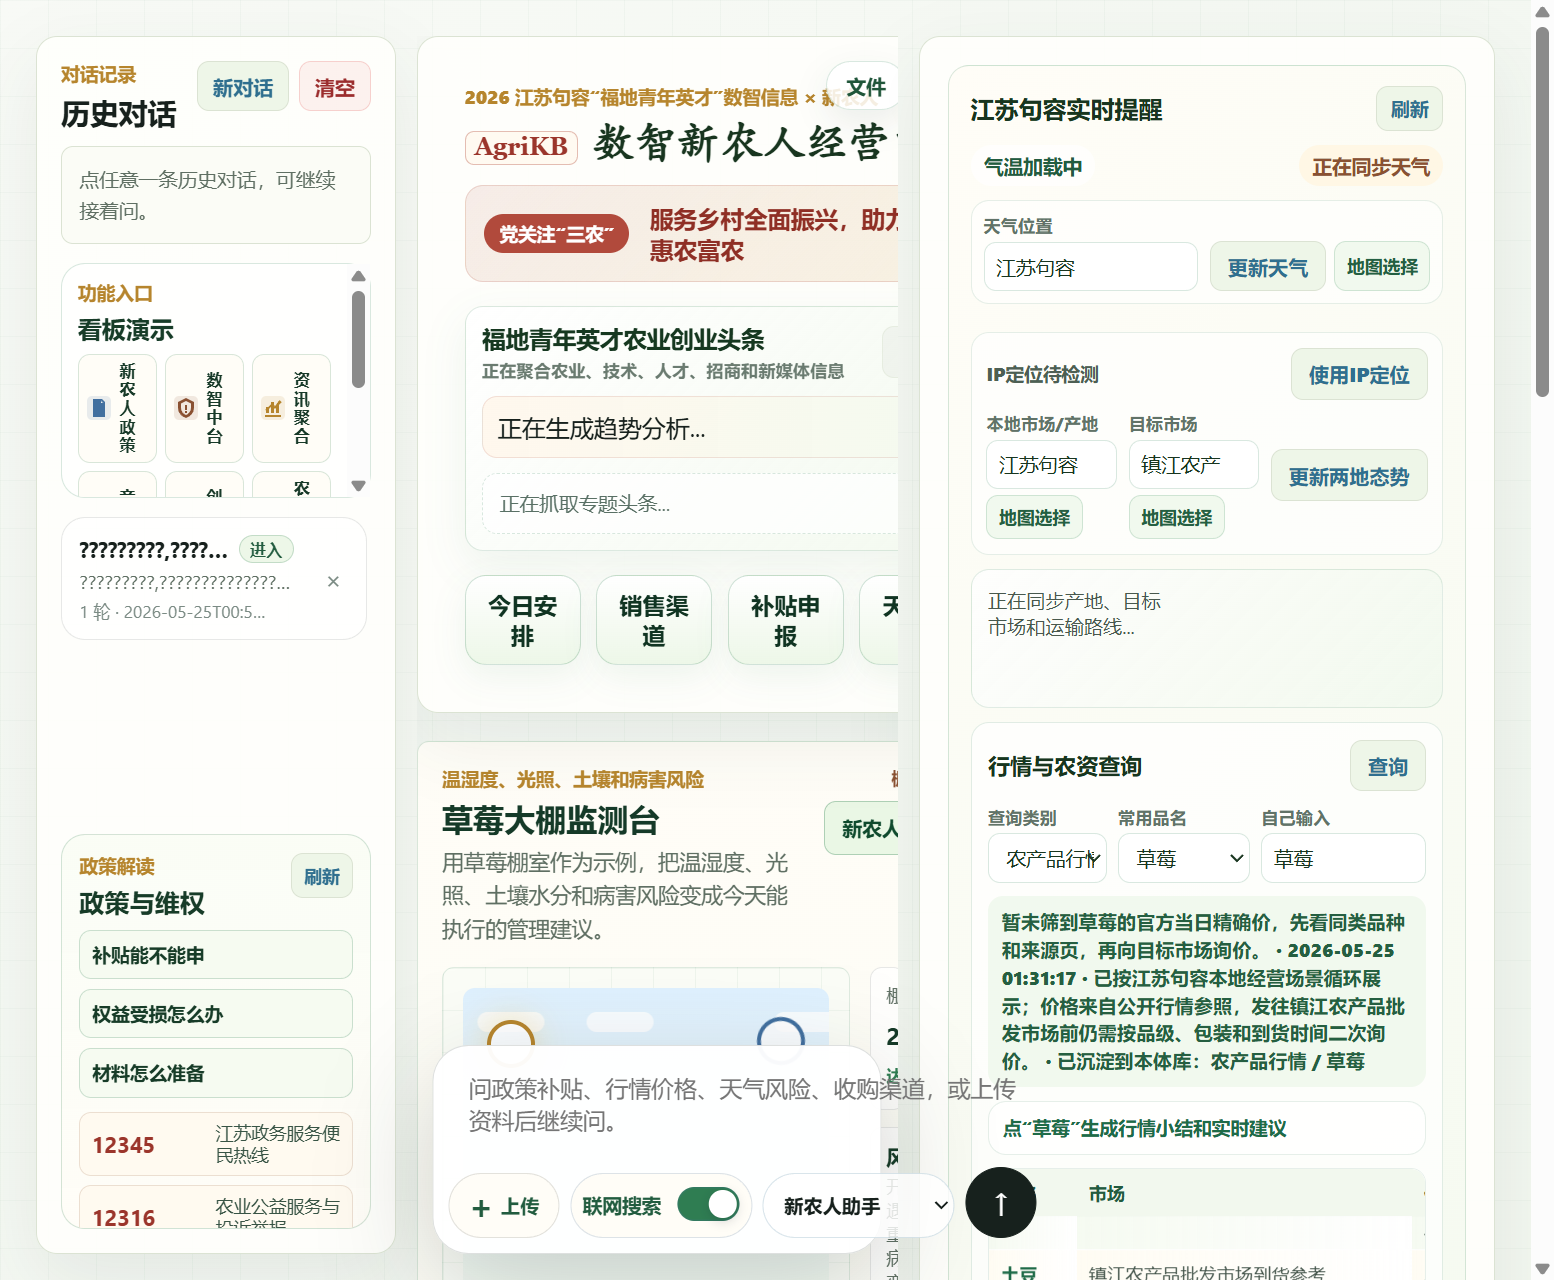 对话记录
历史对话
新对话
清空
点任意一条历史对话，可继续
接着问。
功能入口
看板演示
新农人政策
数智中台
资讯聚合
?????????,????...
进入
?????????,??????????????...
×
1 轮 · 2026-05-25T00:5...
政策解读
政策与维权
刷新
补贴能不能申
权益受损怎么办
材料怎么准备
12345
江苏政务服务便
民热线
12316
农业公益服务与
投诉举报
文件
2026 江苏句容“福地青年英才”数智信息 × 新农人
AgriKB
数智新农人经营
党关注“三农”
服务乡村全面振兴，助力
惠农富农
福地青年英才农业创业头条
正在聚合农业、技术、人才、招商和新媒体信息
正在生成趋势分析...
正在抓取专题头条...
今日安
排
销售渠
道
补贴申
报
天
温湿度、光照、土壤和病害风险
草莓大棚监测台
新农人
用草莓棚室作为示例，把温湿度、光
照、土壤水分和病害风险变成今天能
执行的管理建议。
棚
2
风
问政策补贴、行情价格、天气风险、收购渠道，或上传
资料后继续问。
+ 上传
联网搜索
新农人助手
↑
江苏句容实时提醒
刷新
气温加载中
正在同步天气
天气位置
江苏句容
更新天气
地图选择
IP定位待检测
使用IP定位
本地市场/产地
目标市场
江苏句容
镇江农产
更新两地态势
地图选择
地图选择
正在同步产地、目标
市场和运输路线...
行情与农资查询
查询
查询类别
常用品名
自己输入
农产品行情
草莓
草莓
暂未筛到草莓的官方当日精确价，先看同类品种
和来源页，再向目标市场询价。 · 2026-05-25
01:31:17 · 已按江苏句容本地经营场景循环展
示；价格来自公开行情参照，发往镇江农产品批
发市场前仍需按品级、包装和到货时间二次询
价。 · 已沉淀到本体库：农产品行情 / 草莓
点“草莓”生成行情小结和实时建议
市场
土豆
镇江农产品批发市场到货参考